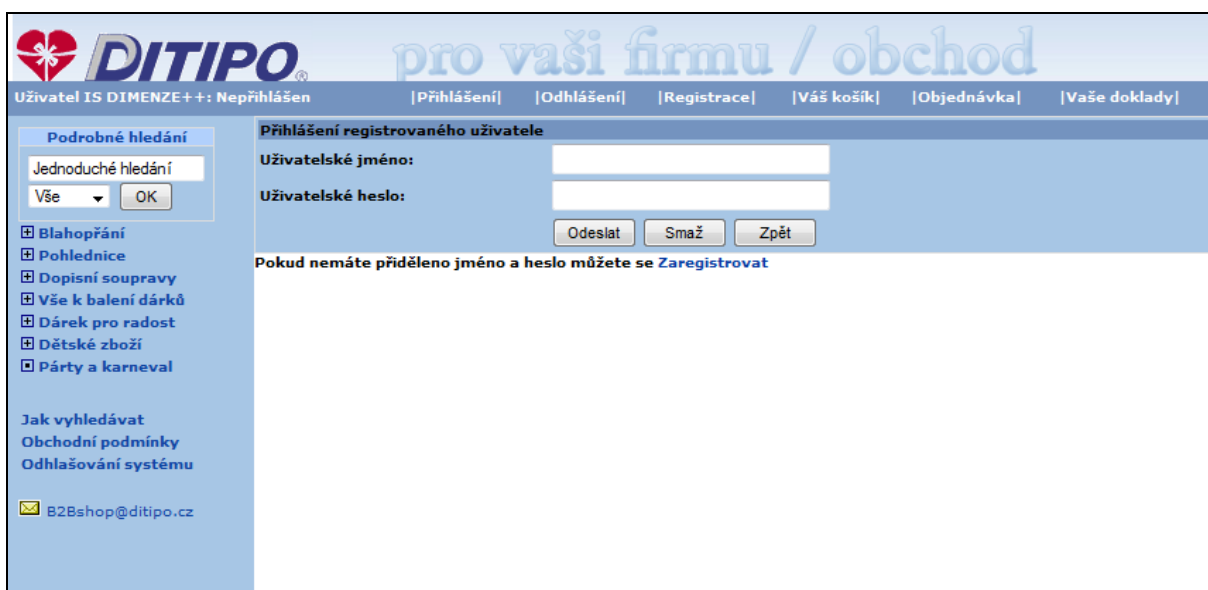 DITIPO®
pro vaši firmu / obchod
Uživatel IS DIMENZE++: Nepřihlášen |Přihlášení| |Odhlášení| |Registrace| |Váš košík| |Objednávka| |Vaše doklady|
Podrobné hledání
Jednoduché hledání
Vše OK
Blahopřání
Pohlednice
Dopisní soupravy
Vše k balení dárků
Dárek pro radost
Dětské zboží
Párty a karneval
Jak vyhledávat
Obchodní podmínky
Odhlašování systému
B2Bshop@ditipo.cz
Přihlášení registrovaného uživatele
Uživatelské jméno:
Uživatelské heslo:
Odeslat Smaž Zpět
Pokud nemáte přiděleno jméno a heslo můžete se Zaregistrovat